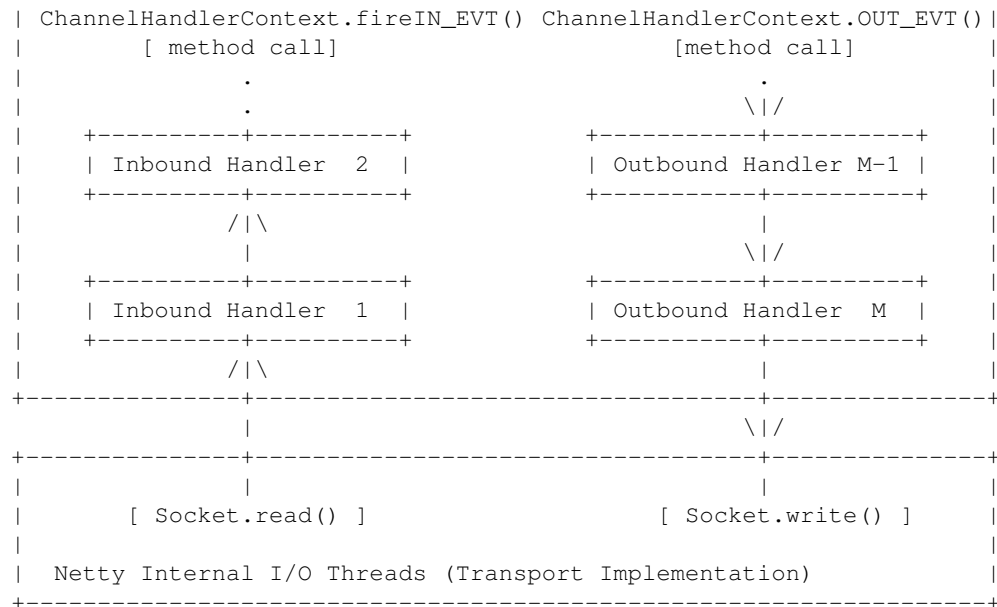 | ChannelHandlerContext.fireIN_EVT() ChannelHandlerContext.OUT_EVT()|
|        [ method call]                       [method call]         |
|               .                                   .               |
|               .                                  \|/              |
|    +----------+----------+            +-----------+----------+    |
|    | Inbound Handler  2  |            | Outbound Handler M-1 |    |
|    +----------+----------+            +-----------+----------+    |
|              /|\                                  |               |
|               |                                  \|/              |
|    +----------+----------+            +-----------+----------+    |
|    | Inbound Handler  1  |            | Outbound Handler  M  |    |
|    +----------+----------+            +-----------+----------+    |
|              /|\                                  |               |
+---------------+-----------------------------------+---------------+
                |                                  \|/
+---------------+-----------------------------------+---------------+
|               |                                   |               |
|       [ Socket.read() ]                    [ Socket.write() ]     |
|                                                                   |
|  Netty Internal I/O Threads (Transport Implementation)            |
+-------------------------------------------------------------------+